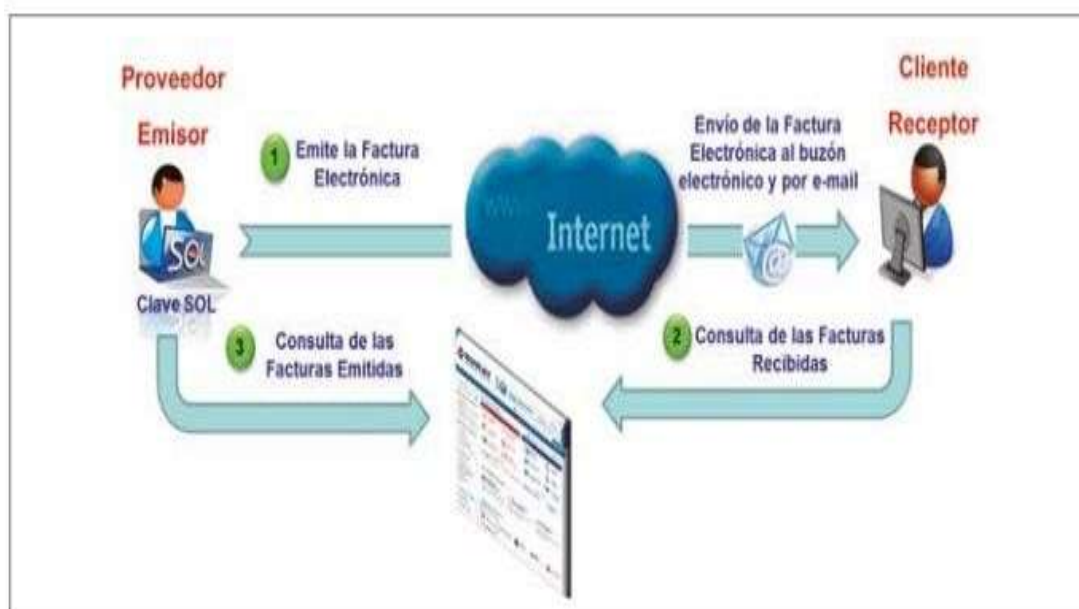 Proveedor
Emisor
Cliente
Receptor
1
Emite la Factura
Electrónica
www
Internet
Envío de la Factura
Electrónica al buzón
electrónico y por e-mail
@
SOL
Clave SOL
3
Consulta de las
Facturas Emitidas
2
Consulta de las Facturas
Recibidas